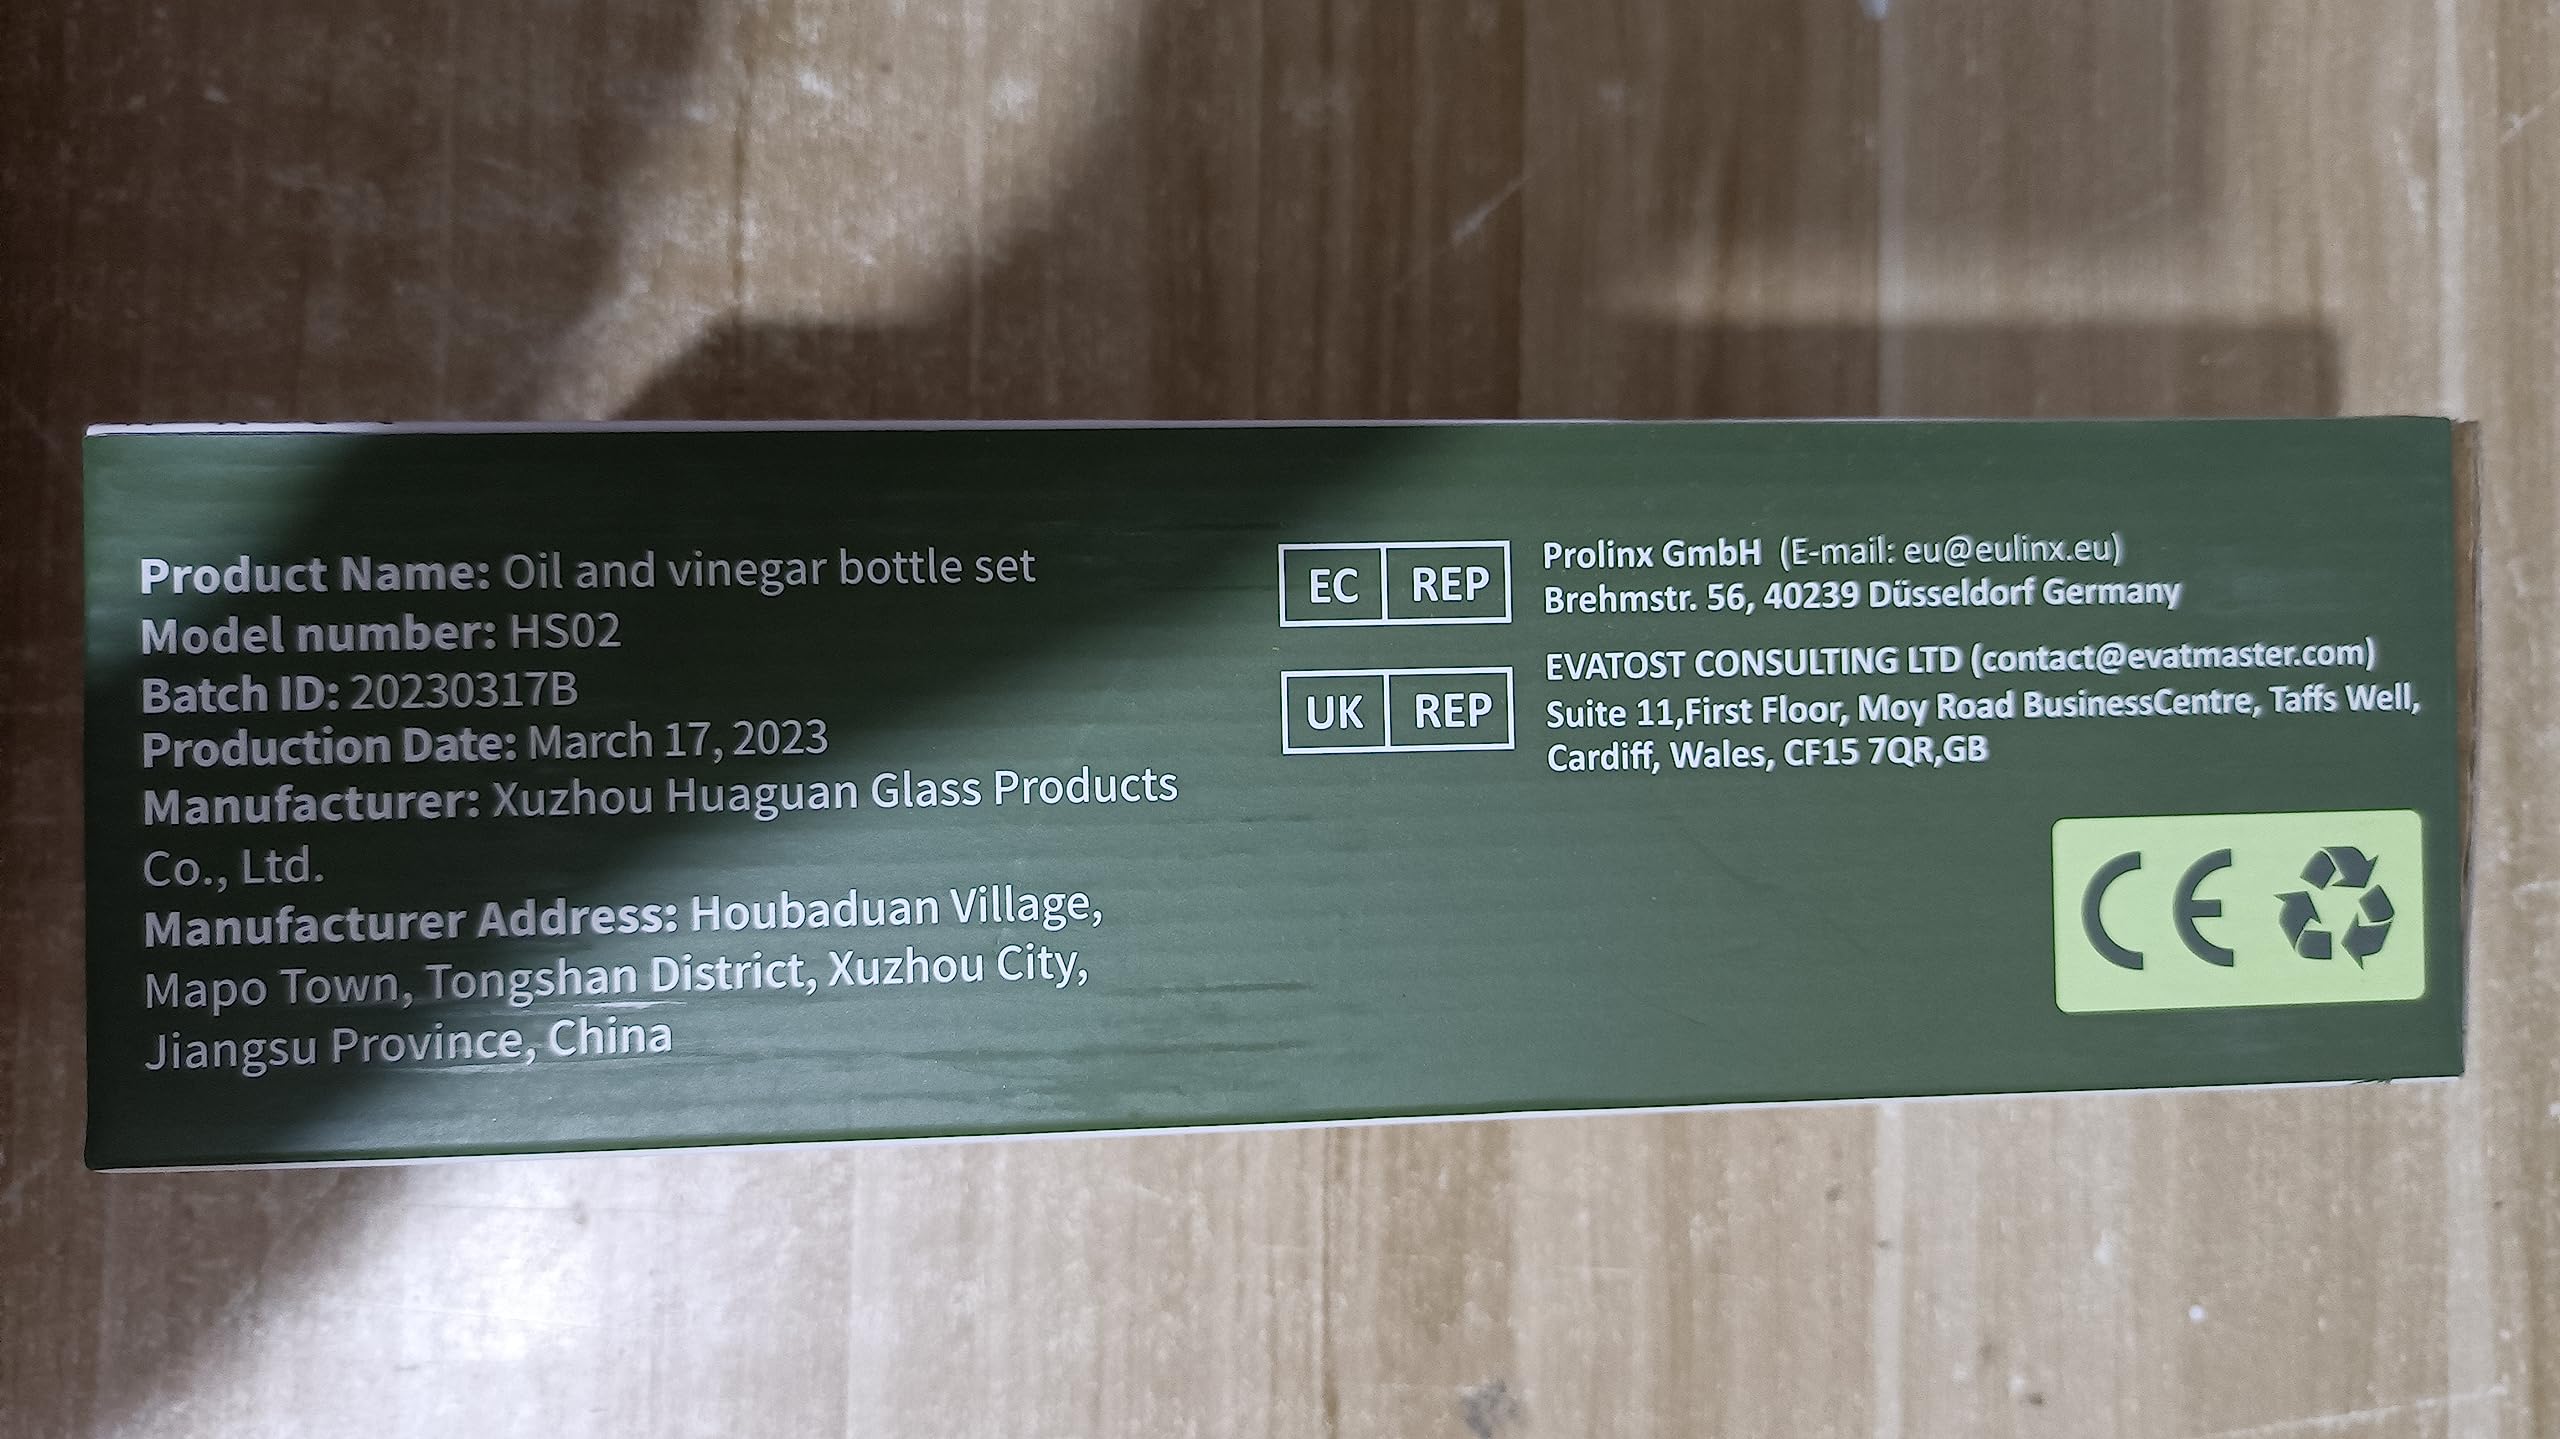 Product Name: Oil and vinegar bottle set
Model number: HS02
Batch ID: 20230317B
Production Date: March 17, 2023
Manufacturer: Xuzhou Huaguan Glass Products
Co., Ltd.
Manufacturer Address: Houbaduan Village,
Mapo Town, Tongshan District, Xuzhou City,
Jiangsu Province, China
EC REP
Prolinx GmbH (E-mail: eu@eulinx.eu)
Brehmstr. 56, 40239 Düsseldorf Germany
UK REP
EVATOST CONSULTING LTD (contact@evatmaster.com)
Suite 11,First Floor, Moy Road BusinessCentre, Taffs Well,
Cardiff, Wales, CF15 7QR,GB
CE